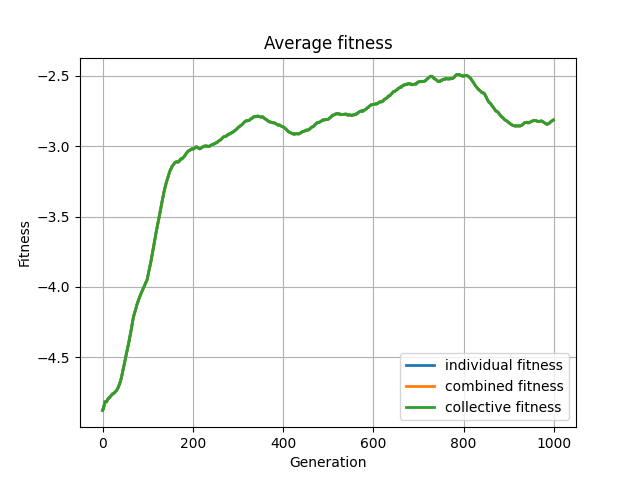 Average fitness
Fitness
−2.5
−3.0
−3.5
−4.0
−4.5
0
200
400
600
800
1000
Generation
individual fitness
combined fitness
collective fitness